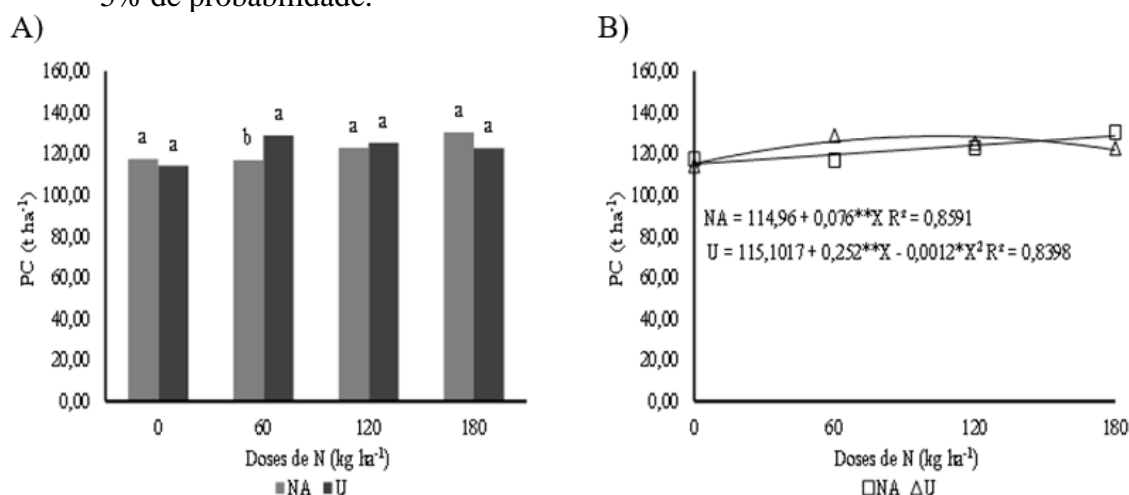 5% de probabilidade.
A)
160,00
140,00
120,00
100,00
80,00
60,00
40,00
20,00
0,00
PC (t ha⁻¹)
a a b a a a a a
0 60 120 180
Doses de N (kg ha⁻¹)
NA U
B)
160,00
140,00
120,00
100,00
80,00
60,00
40,00
20,00
0,00
PC (t ha⁻¹)
NA = 114,96 + 0,076**X R² = 0,8591
U = 115,1017 + 0,252**X - 0,0012*X² R² = 0,8398
0 60 120 180
Doses de N (kg ha⁻¹)
NA U